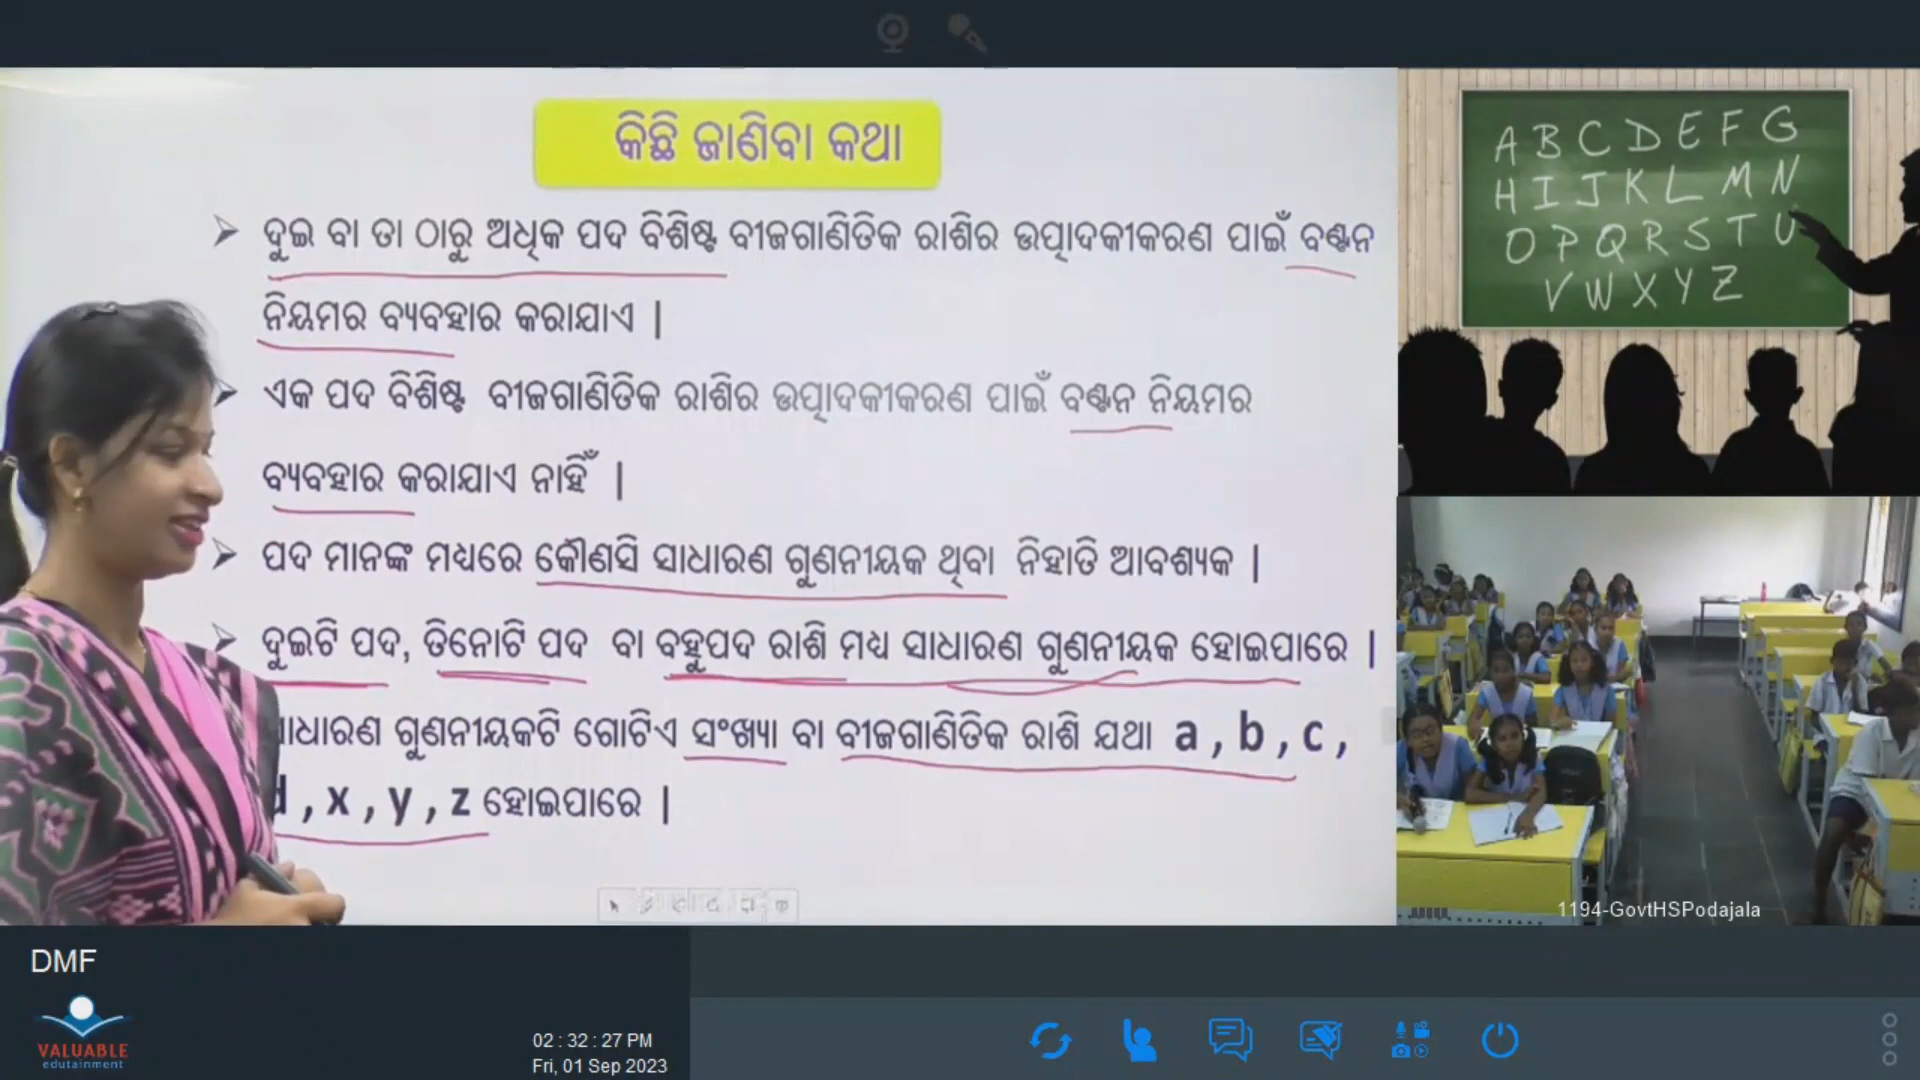 କିଛି ଜାଣିବା କଥା
➢ ଦୁଇ ବା ତା ଠାରୁ ଅଧିକ ପଦ ବିଶିଷ୍ଟ ବୀଜଗାଣିତିକ ରାଶିର ଉତ୍ପାଦକୀକରଣ ପାଇଁ ବଣ୍ଟନ
ନିୟମର ବ୍ୟବହାର କରାଯାଏ |
➢ ଏକ ପଦ ବିଶିଷ୍ଟ ବୀଜଗାଣିତିକ ରାଶିର ଉତ୍ପାଦକୀକରଣ ପାଇଁ ବଣ୍ଟନ ନିୟମର
ବ୍ୟବହାର କରାଯାଏ ନାହିଁ |
➢ ପଦ ମାନଙ୍କ ମଧ୍ୟରେ କୌଣସି ସାଧାରଣ ଗୁଣନୀୟକ ଥିବା ନିହାତି ଆବଶ୍ୟକ |
➢ ଦୁଇଟି ପଦ, ତିନୋଟି ପଦ ବା ବହୁପଦ ରାଶି ମଧ୍ୟ ସାଧାରଣ ଗୁଣନୀୟକ ହୋଇପାରେ |
ଗୁଣନୀୟକଟି ଗୋଟିଏ ସଂଖ୍ୟା ବା ବୀଜଗାଣିତିକ ରାଶି ଯଥା a , b , c ,
, x , y , z ହୋଇପାରେ |
A B C D E F G
H I J K L M N
O P Q R S T U
V W X Y Z
1194-GovtHSPodajala
DMF
VALUABLE
edutainment
02 : 32 : 27 PM
Fri, 01 Sep 2023